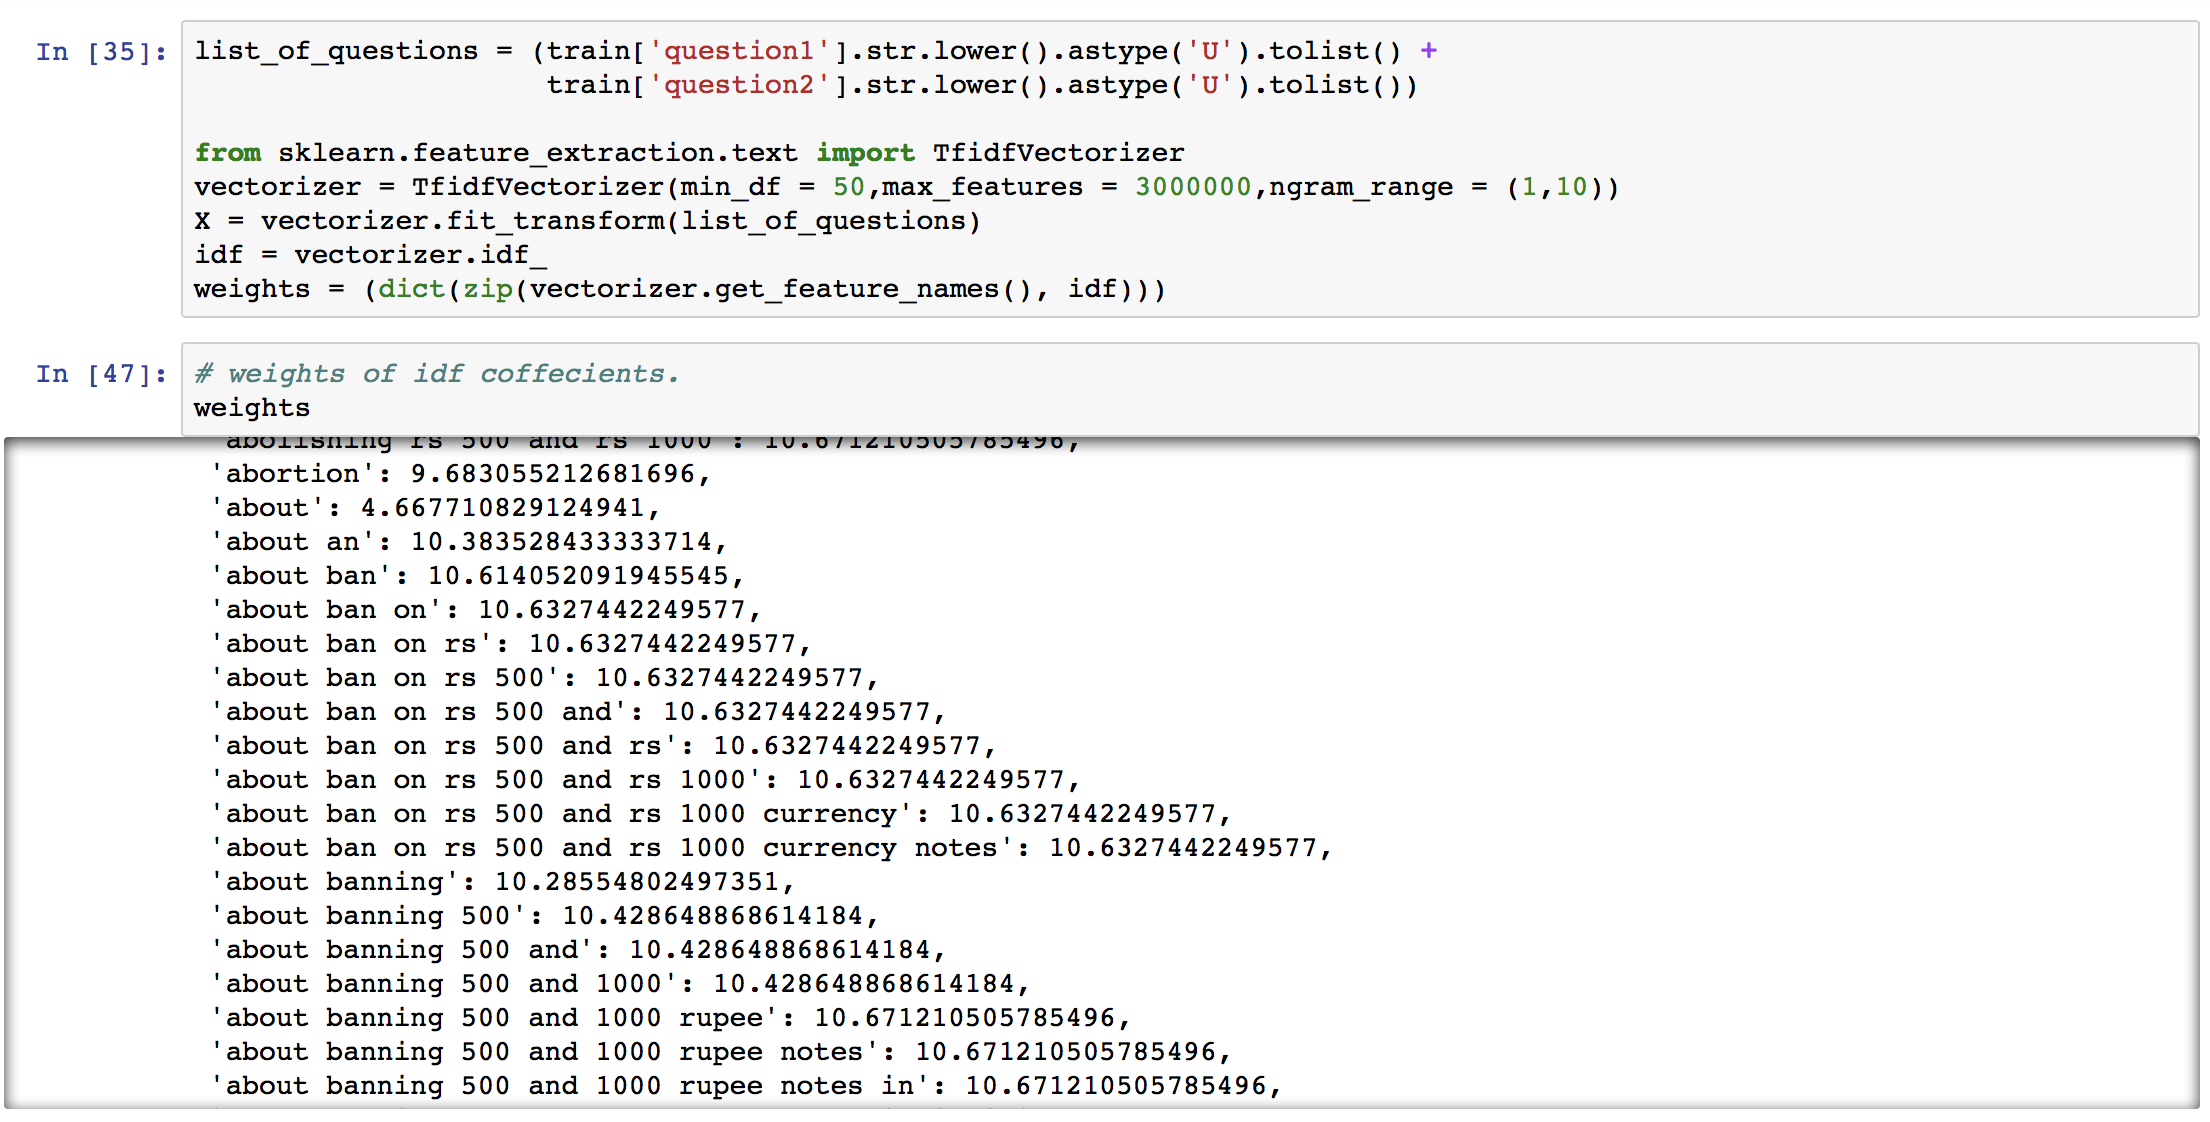 In [35]: list_of_questions = (train['question1'].str.lower().astype('U').tolist() +
train['question2'].str.lower().astype('U').tolist())
from sklearn.feature_extraction.text import TfidfVectorizer
vectorizer = TfidfVectorizer(min_df = 50,max_features = 3000000,ngram_range = (1,10))
X = vectorizer.fit_transform(list_of_questions)
idf = vectorizer.idf_
weights = (dict(zip(vectorizer.get_feature_names(), idf)))
In [47]: # weights of idf coffecients.
weights
'abolishing rs 500 and rs 1000': 10.671210505785496,
'abortion': 9.683055212681696,
'about': 4.667710829124941,
'about an': 10.383528433333714,
'about ban': 10.614052091945545,
'about ban on': 10.6327442249577,
'about ban on rs': 10.6327442249577,
'about ban on rs 500': 10.6327442249577,
'about ban on rs 500 and': 10.6327442249577,
'about ban on rs 500 and rs': 10.6327442249577,
'about ban on rs 500 and rs 1000': 10.6327442249577,
'about ban on rs 500 and rs 1000 currency': 10.6327442249577,
'about ban on rs 500 and rs 1000 currency notes': 10.6327442249577,
'about banning': 10.28554802497351,
'about banning 500': 10.428648868614184,
'about banning 500 and': 10.428648868614184,
'about banning 500 and 1000': 10.428648868614184,
'about banning 500 and 1000 rupee': 10.671210505785496,
'about banning 500 and 1000 rupee notes': 10.671210505785496,
'about banning 500 and 1000 rupee notes in': 10.671210505785496,